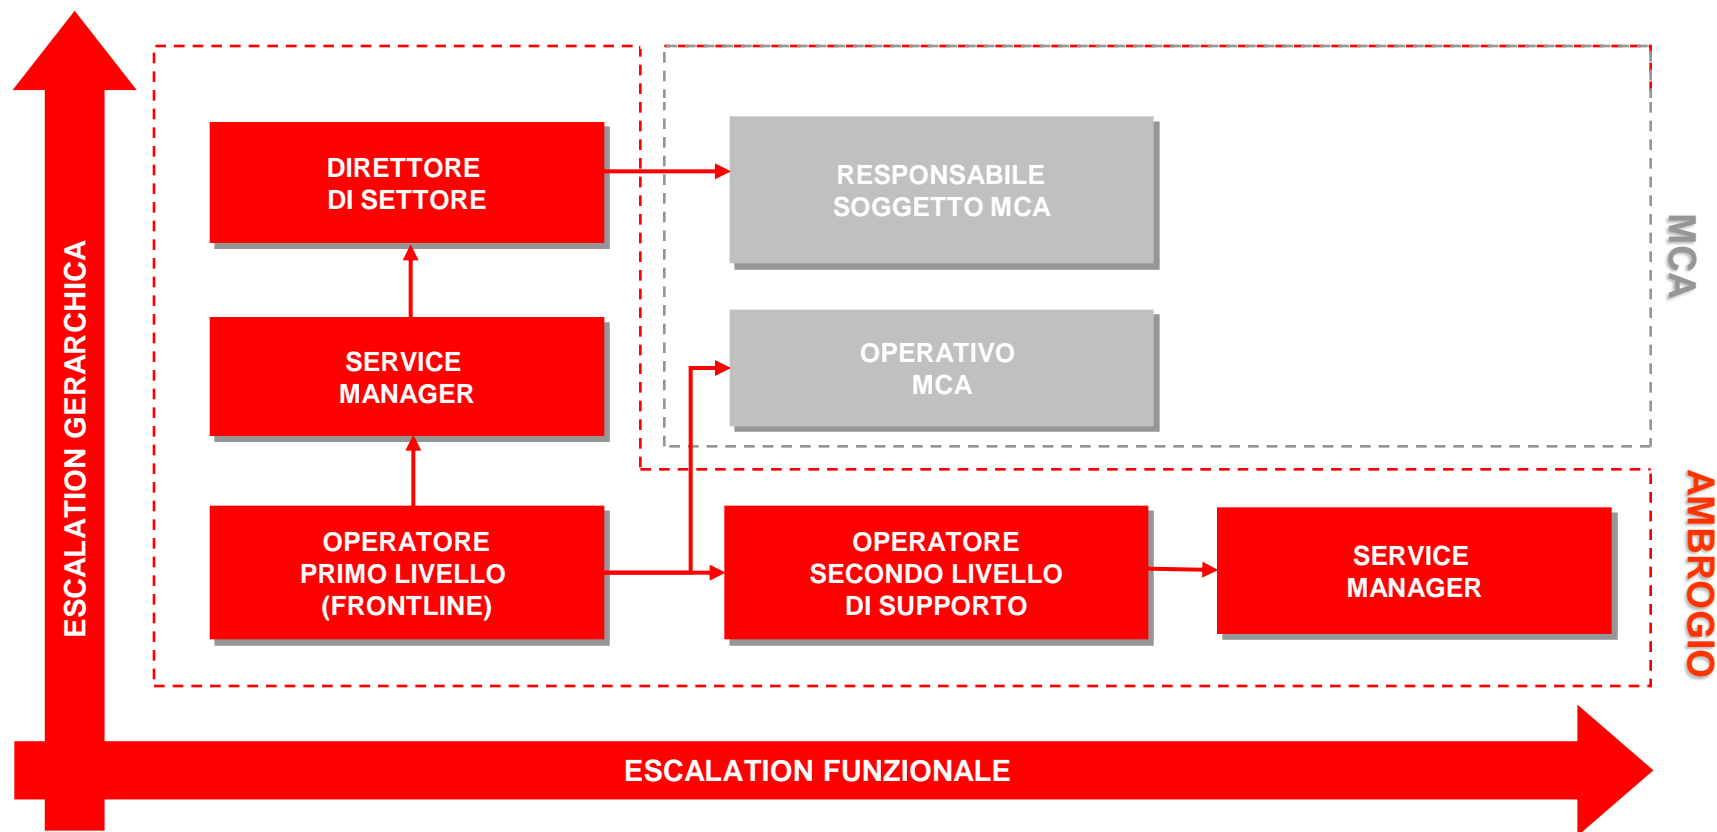 DIRETTORE
DI SETTORE
RESPONSABILE
SOGGETTO MCA
MCA
SERVICE
MANAGER
OPERATIVO
MCA
ESCALATION GERARCHICA
OPERATORE
PRIMO LIVELLO
(FRONTLINE)
OPERATORE
SECONDO LIVELLO
DI SUPPORTO
SERVICE
MANAGER
AMBROGIO
ESCALATION FUNZIONALE